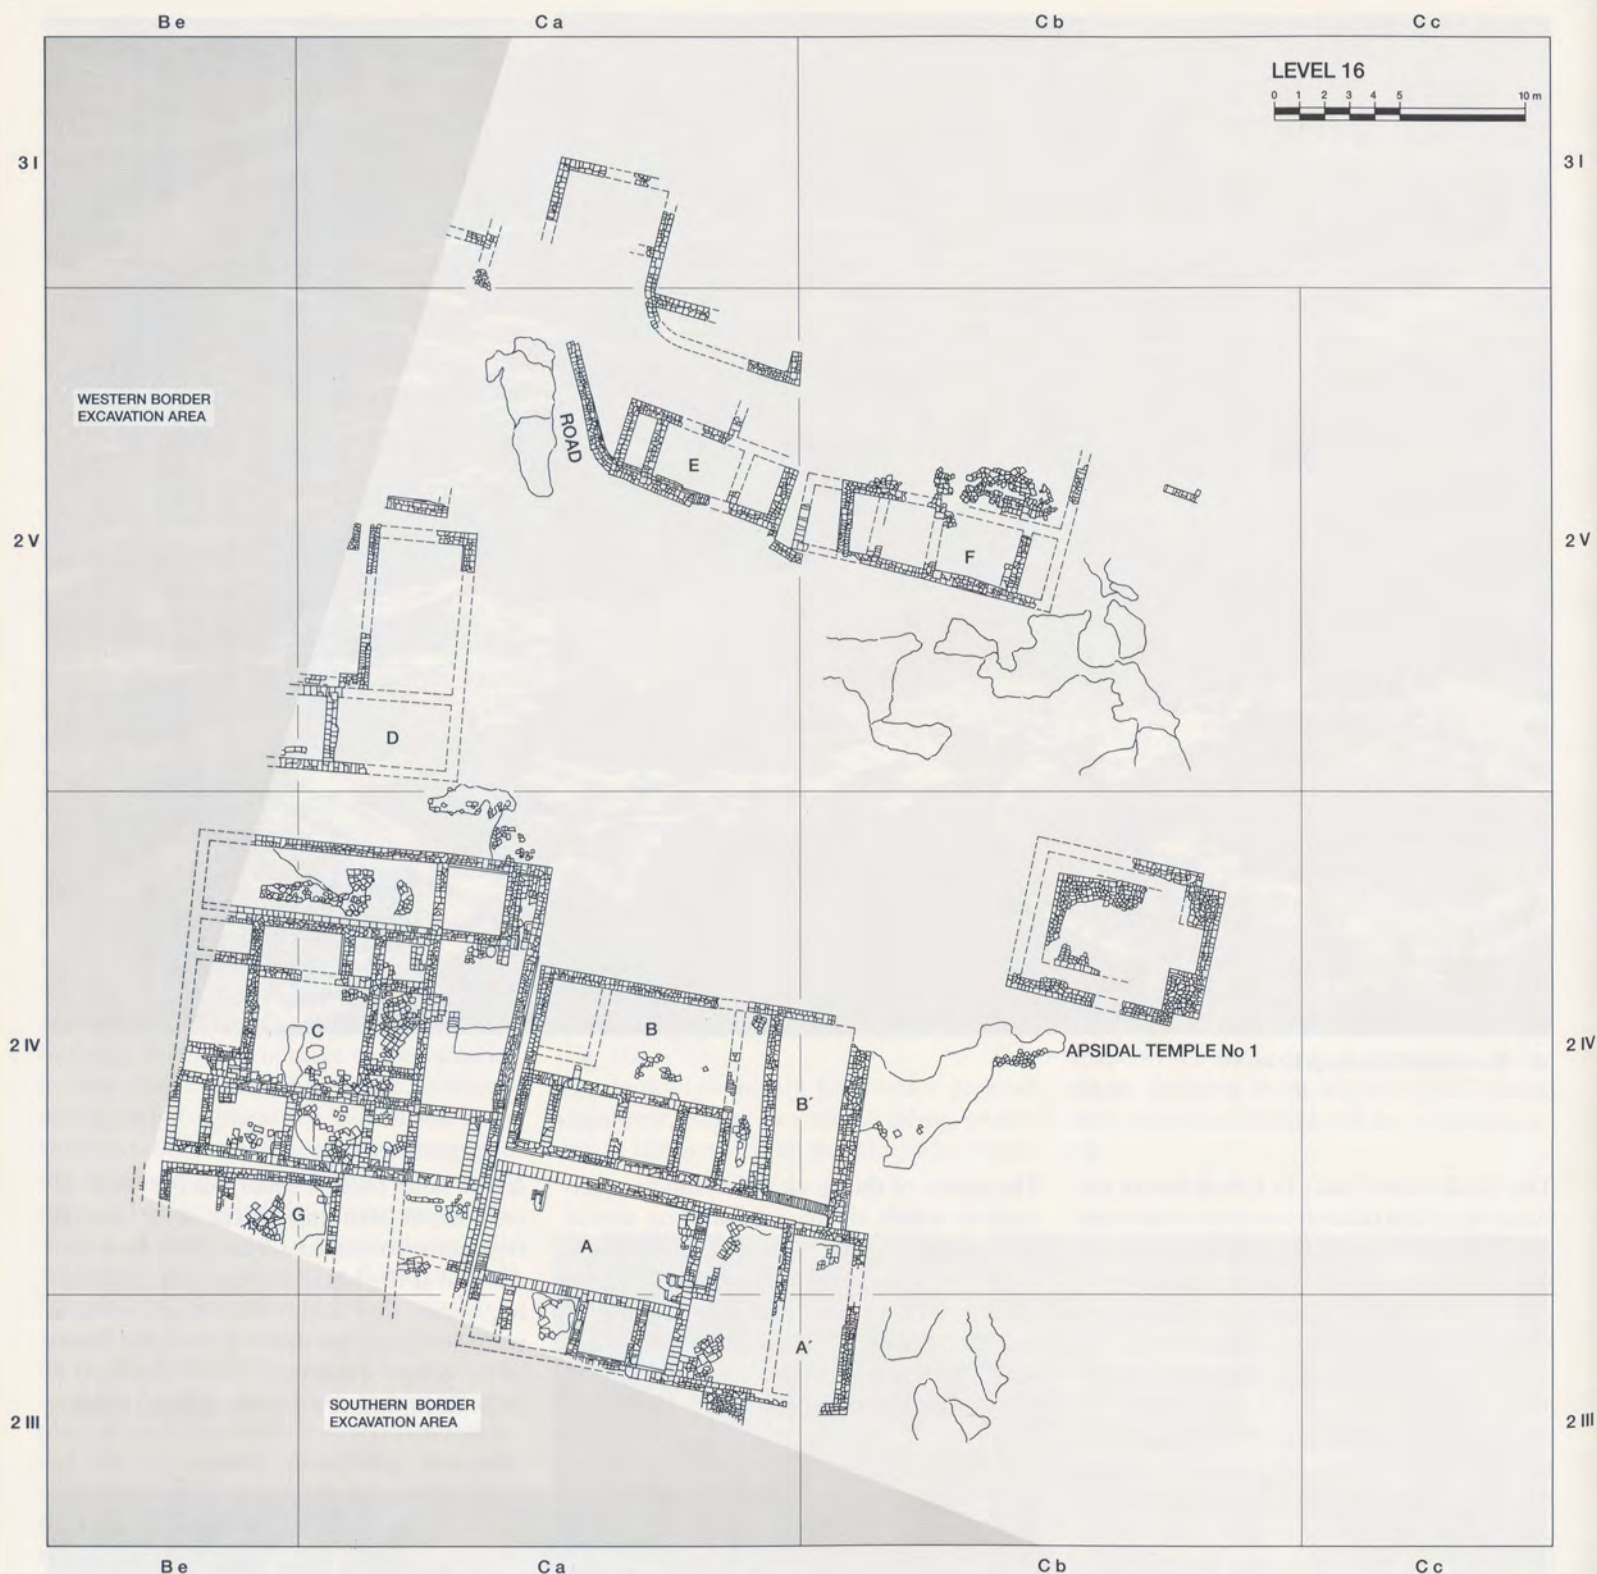 Be Ca Cb Cc
LEVEL 16
0 1 2 3 4 5 10 m
3 I 3 I
WESTERN BORDER
EXCAVATION AREA
ROAD
E
2 V 2 V
F
D
C
B
2 IV 2 IV
APSIDAL TEMPLE No 1
B´
G
A
A´
SOUTHERN BORDER
EXCAVATION AREA
2 III 2 III
Be Ca Cb Cc